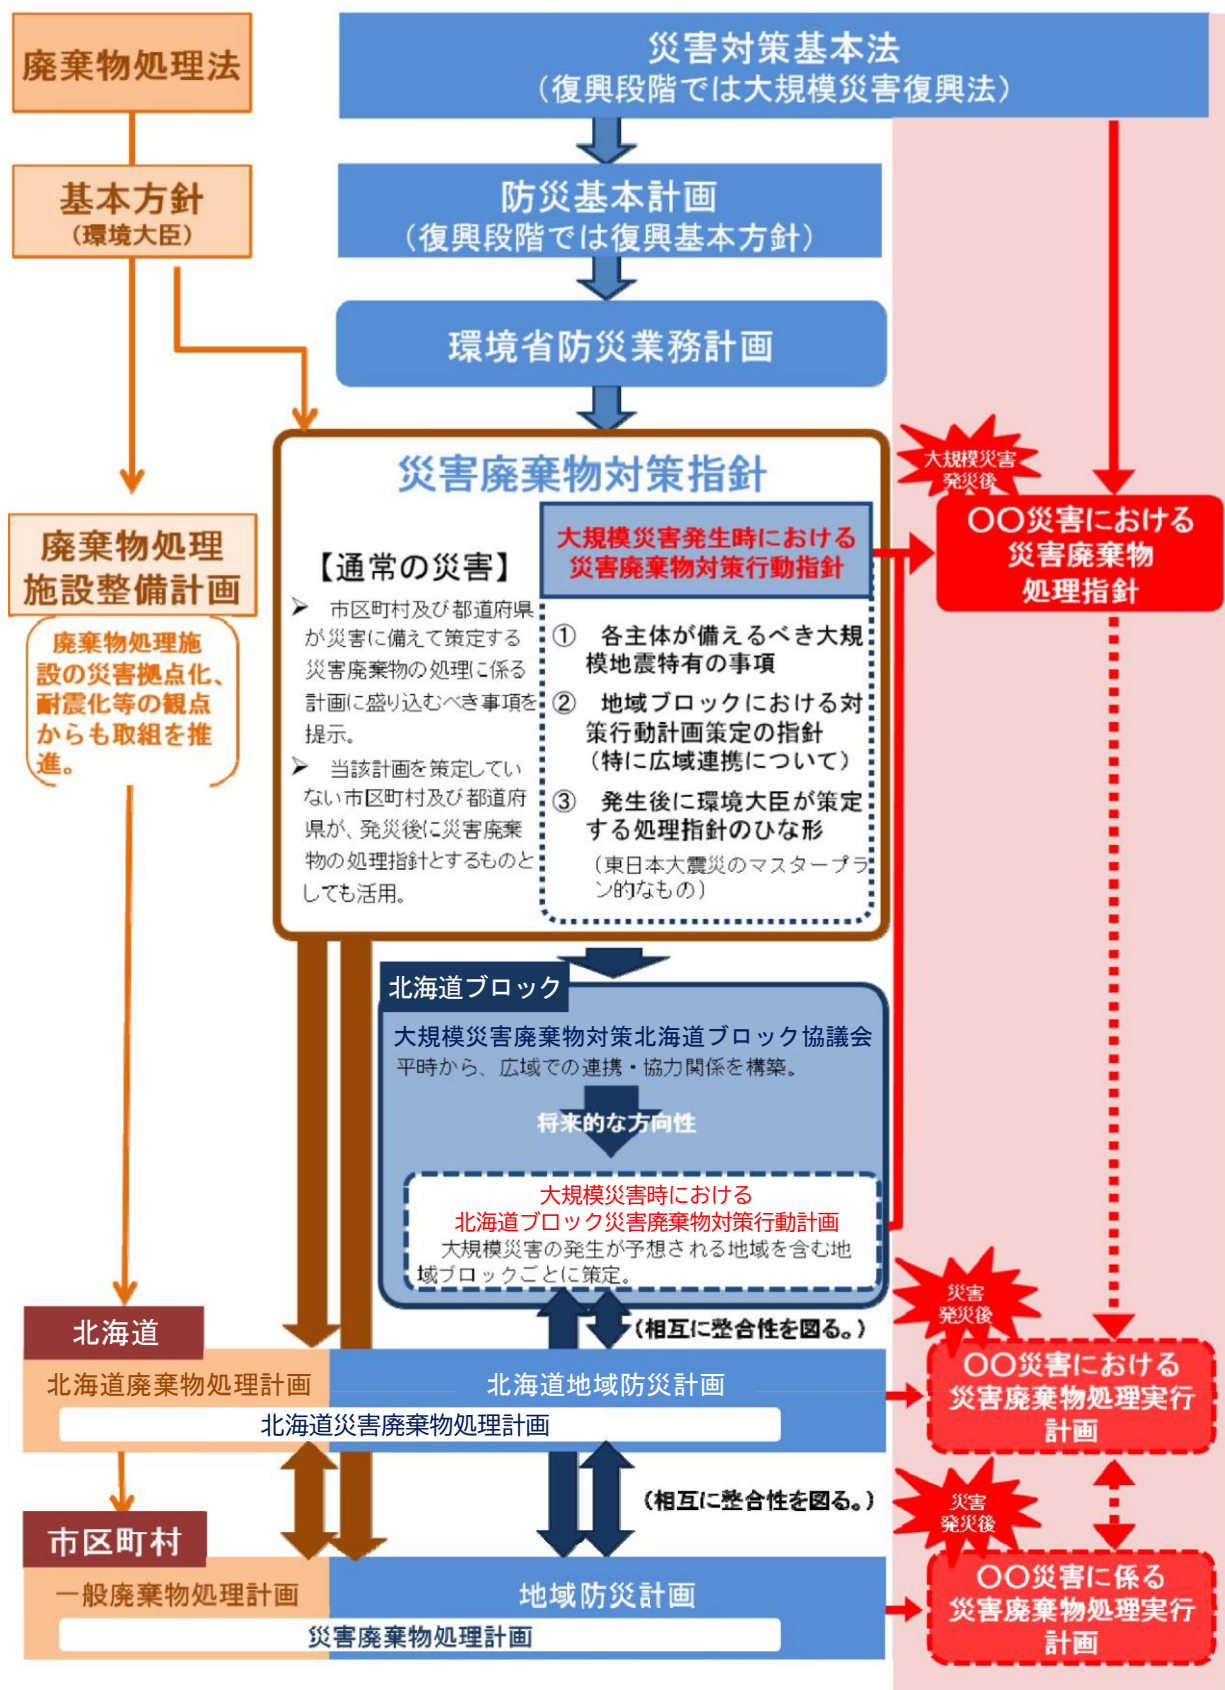 廃棄物処理法
災害対策基本法
（復興段階では大規模災害復興法）
基本方針
（環境大臣）
防災基本計画
（復興段階では復興基本方針）
環境省防災業務計画
災害廃棄物対策指針
【通常の災害】
➢ 市区町村及び都道府県
が災害に備えて策定する
災害廃棄物の処理に係る
計画に盛り込むべき事項を
提示。
➢ 当該計画を策定してい
ない市区町村及び都道府
県が、発災後に災害廃棄
物の処理指針とするものと
しても活用。
大規模災害発生時における
災害廃棄物対策行動指針
① 各主体が備えるべき大規
模地震特有の事項
② 地域ブロックにおける対
策行動計画策定の指針
（特に広域連携について）
③ 発生後に環境大臣が策定
する処理指針のひな形
（東日本大震災のマスタープラ
ン的なもの）
大規模災害
発災後
〇〇災害における
災害廃棄物
処理指針
廃棄物処理
施設整備計画
廃棄物処理施
設の災害拠点化、
耐震化等の観点
からも取組を推
進。
北海道ブロック
大規模災害廃棄物対策北海道ブロック協議会
平時から、広域での連携・協力関係を構築。
将来的な方向性
大規模災害時における
北海道ブロック災害廃棄物対策行動計画
大規模災害の発生が予想される地域を含む地
域ブロックごとに策定。
（相互に整合性を図る。）
北海道
北海道廃棄物処理計画
北海道地域防災計画
北海道災害廃棄物処理計画
災害
発災後
〇〇災害における
災害廃棄物処理実行
計画
（相互に整合性を図る。）
市区町村
一般廃棄物処理計画
地域防災計画
災害廃棄物処理計画
災害
発災後
〇〇災害に係る
災害廃棄物処理実行
計画